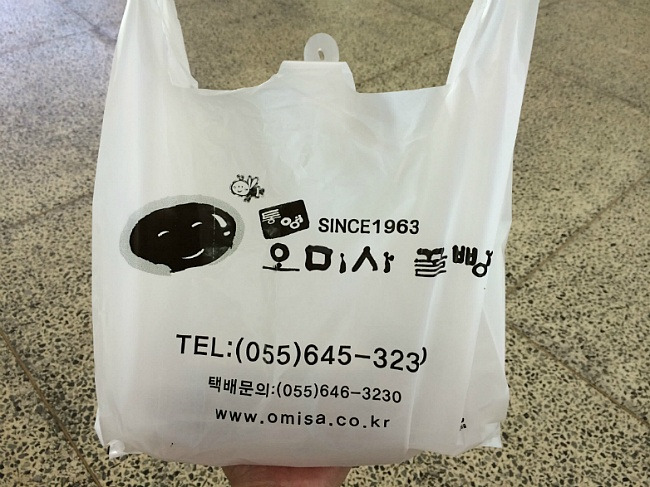 통영 SINCE1963
오미사 꿀빵
TEL:(055)645-323
택배문의:(055)646-3230
www.omisa.co.kr